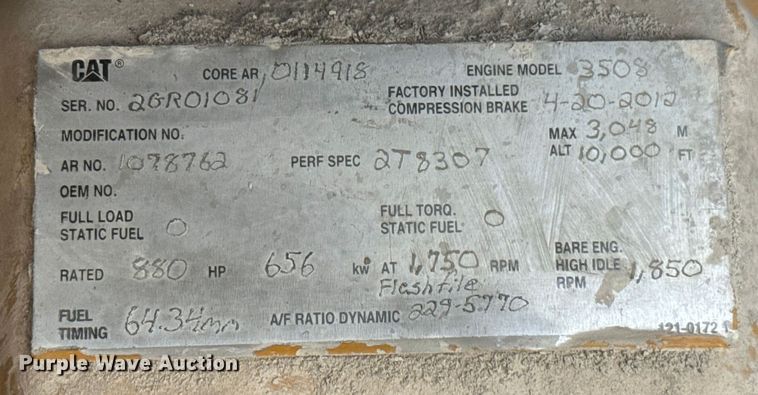 CAT® CORE AR 0114918 ENGINE MODEL 3508
SER. NO. 2GR01081 FACTORY INSTALLED COMPRESSION BRAKE 4-20-2012
MODIFICATION NO. MAX 3,048 M
AR NO. 1078762 PERF SPEC 2T8307 ALT 10,000 FT
OEM NO.
FULL LOAD STATIC FUEL 0 FULL TORQ. STATIC FUEL 0
RATED 880 HP 656 kw AT 1,750 RPM BARE ENG. HIGH IDLE RPM 1,850
Flashfile
FUEL TIMING 64.34mm A/F RATIO DYNAMIC 229-5770
121-0172 1
Purple Wave Auction